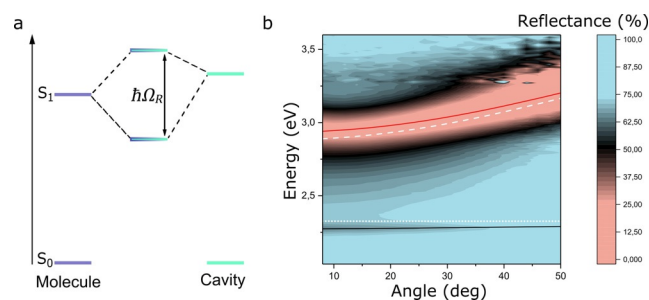 a
S1
ħΩR
S0
Molecule
Cavity
b
Reflectance (%)
3,5
3,0
2,5
Energy (eV)
10
20
30
40
50
Angle (deg)
100,0
87,50
75,00
62,50
50,00
37,50
25,00
12,50
0,000